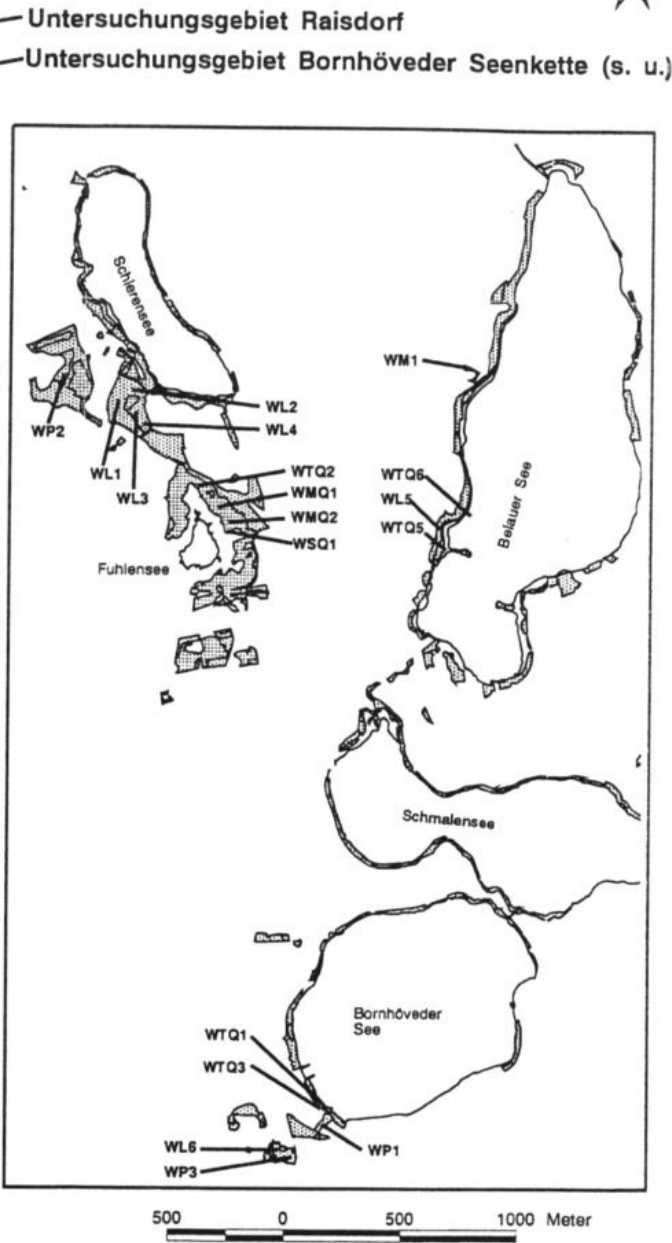 Untersuchungsgebiet Raisdorf
Untersuchungsgebiet Bornhöveder Seenkette (s. u.)
Schierensee
WM1
WL2
WP2
WL4
WL1
WL3
WTQ2
WTQ6
WMQ1
WL5
WMQ2
WTQ5
WSQ1
Belauer See
Fuhlensee
Schmalensee
Bornhöveder
See
WTQ1
WTQ3
WL6
WP1
WP3
500 0 500 1000 Meter